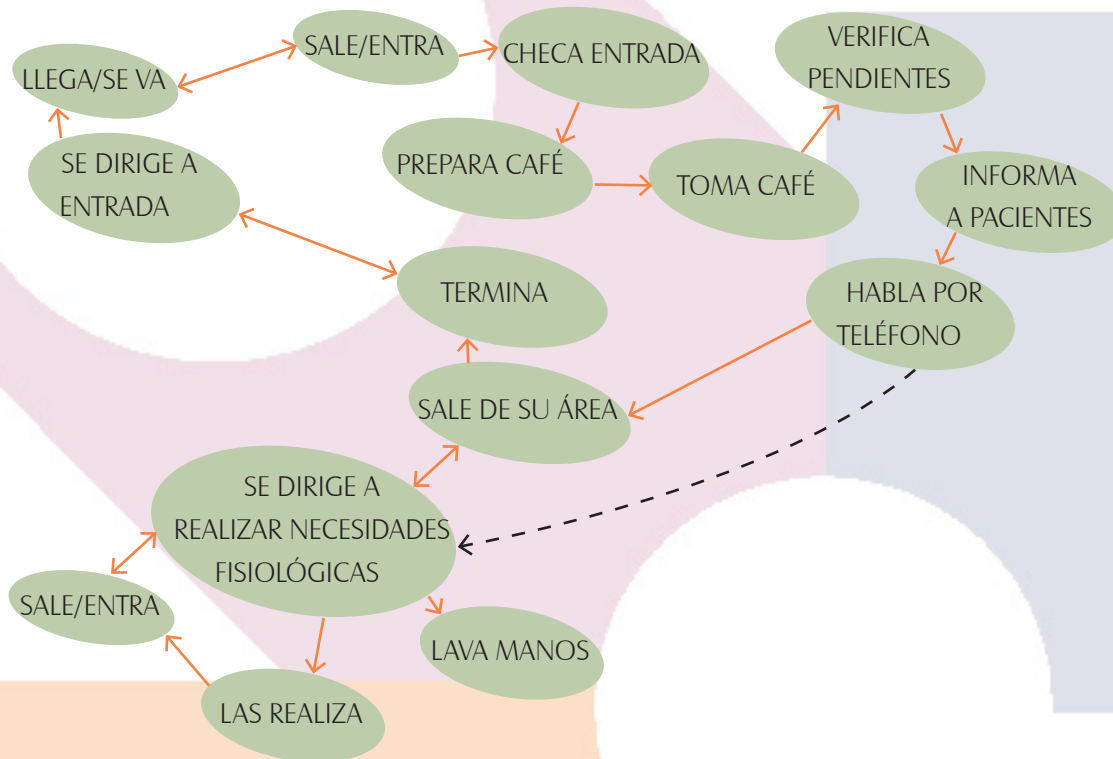 LLEGA/SE VA
SALE/ENTRA
CHECA ENTRADA
VERIFICA
PENDIENTES
SE DIRIGE A
ENTRADA
PREPARA CAFÉ
TOMA CAFÉ
INFORMA
A PACIENTES
TERMINA
HABLA POR
TELÉFONO
SALE DE SU ÁREA
SE DIRIGE A
REALIZAR NECESIDADES
FISIOLÓGICAS
SALE/ENTRA
LAVA MANOS
LAS REALIZA